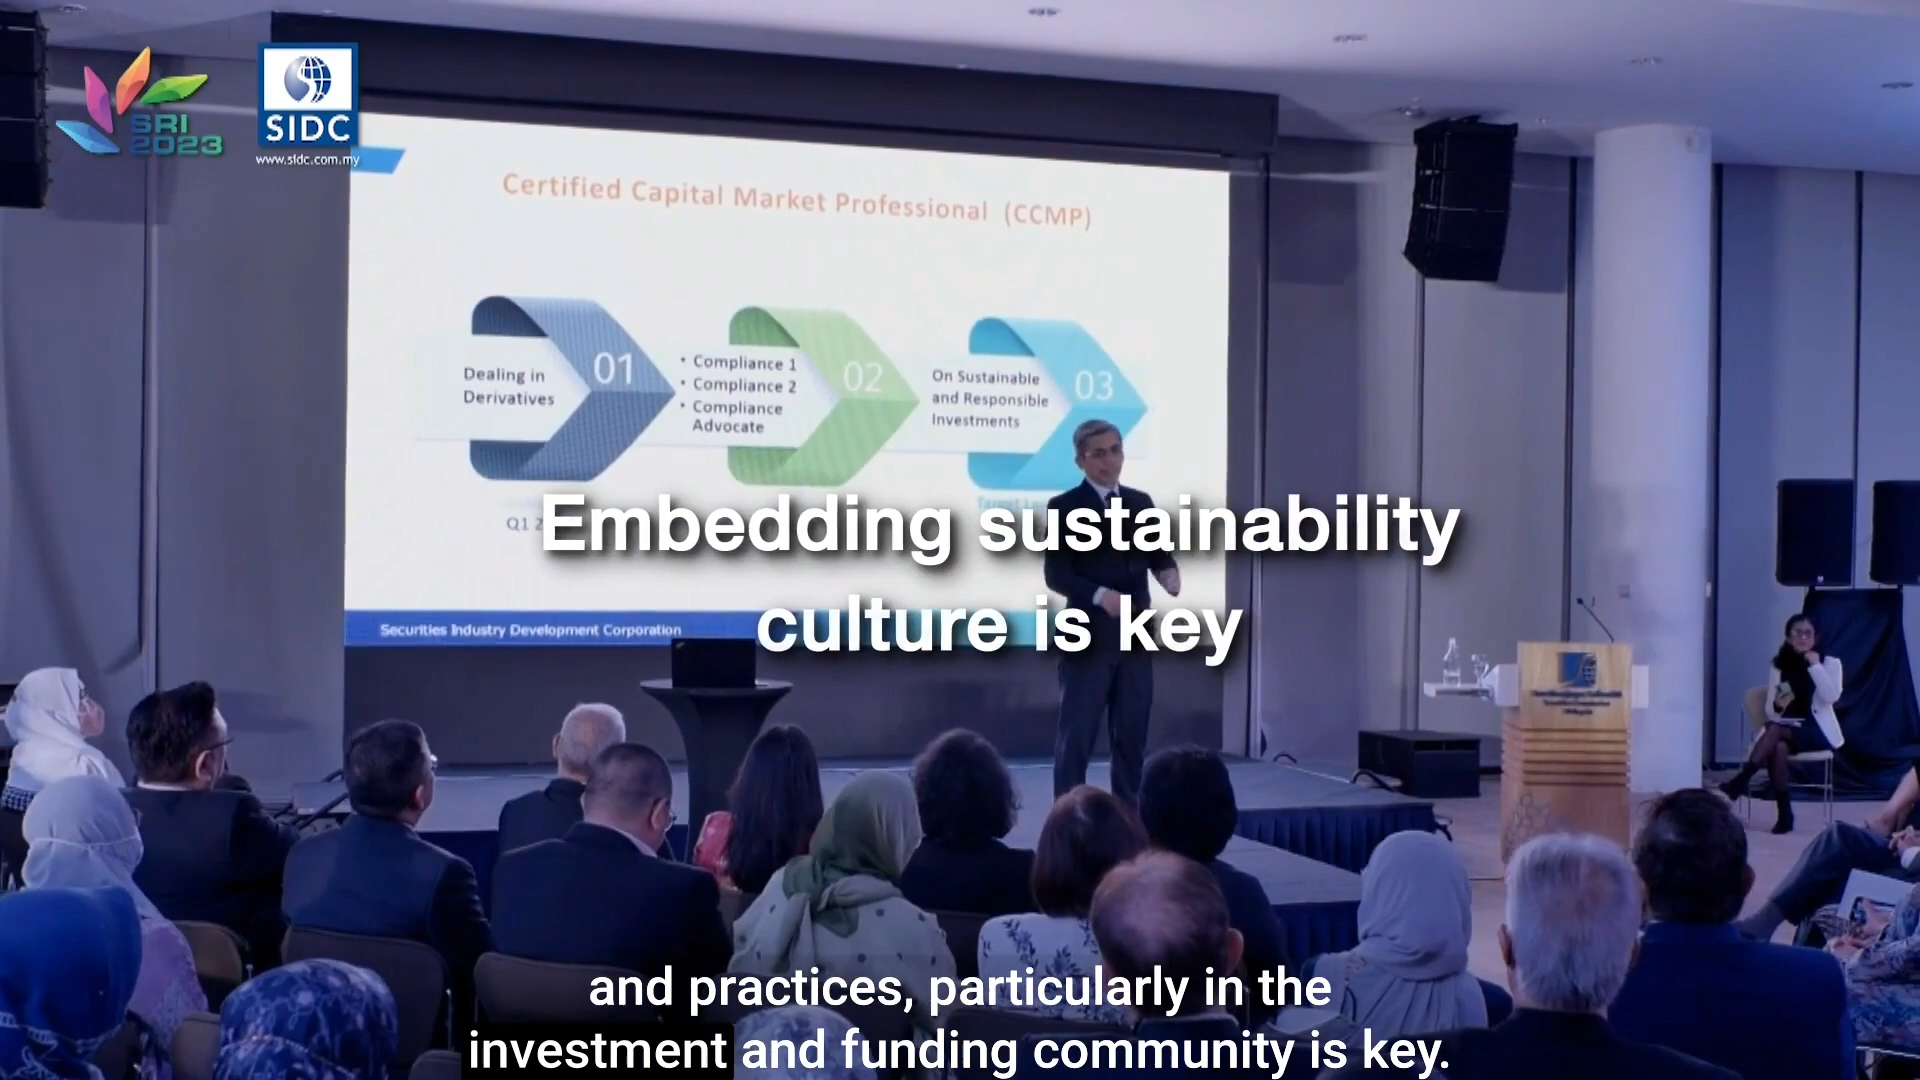 SRI
2023
SIDC
www.sidc.com.my
Certified Capital Market Professional (CCMP)
01
Dealing in
Derivatives
02
• Compliance 1
• Compliance 2
• Compliance
Advocate
03
On Sustainable
and Responsible
Investments
Q1
Embedding sustainability
culture is key
Securities Industry Development Corporation
and practices, particularly in the
investment and funding community is key.